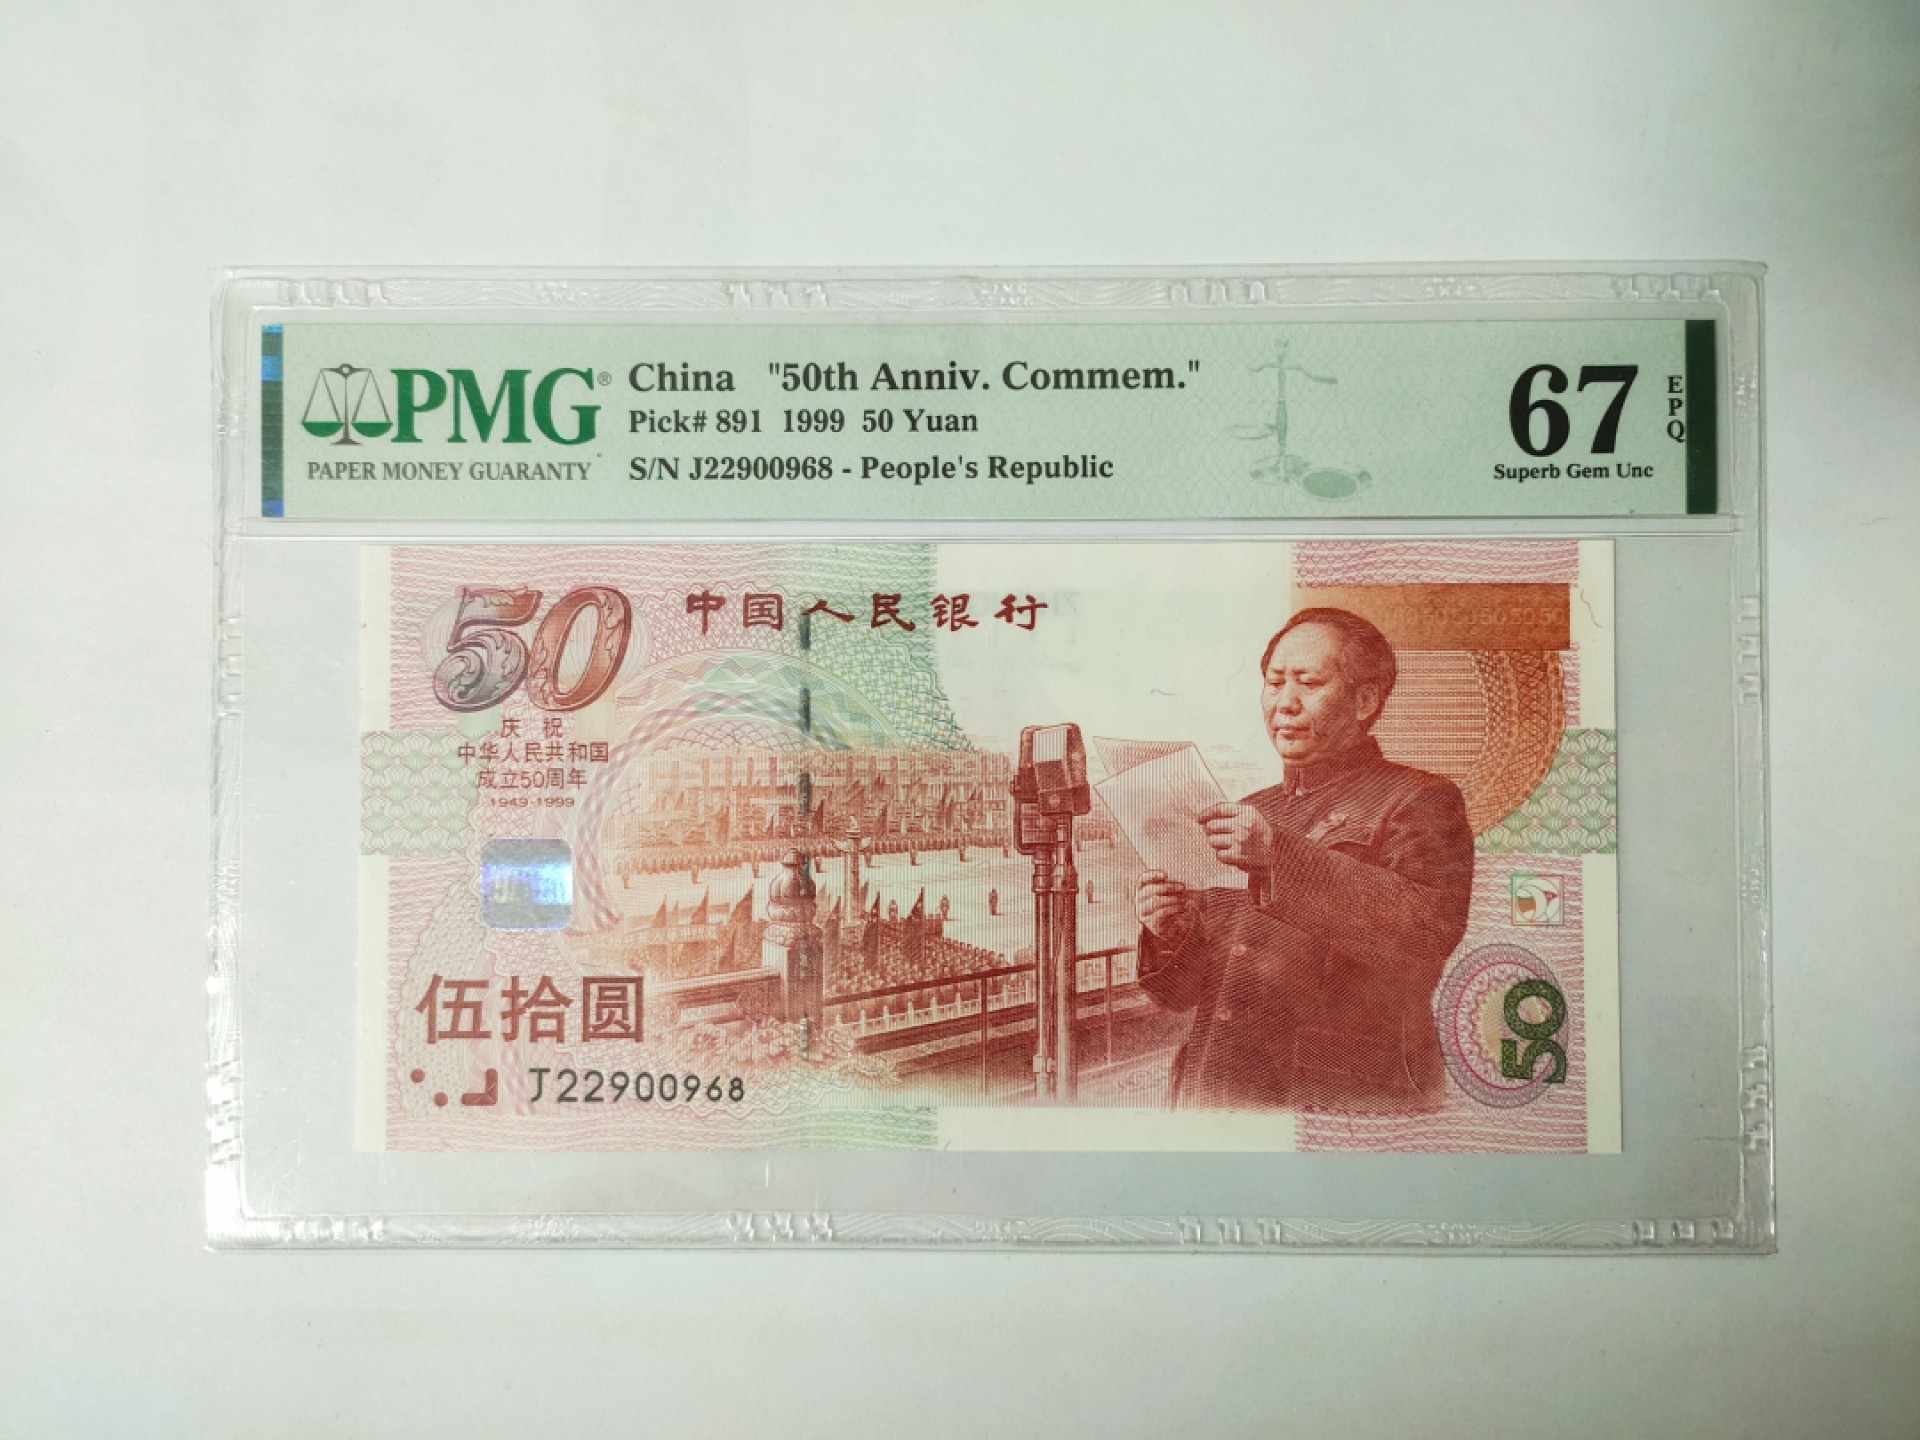 PMG®
PAPER MONEY GUARANTY
China "50th Anniv. Commem."
Pick# 891 1999 50 Yuan
S/N J22900968 - People's Republic
67
EPQ
Superb Gem Unc
50
中国人民银行
庆祝
中华人民共和国
成立50周年
1949-1999
伍拾圆
J22900968
50